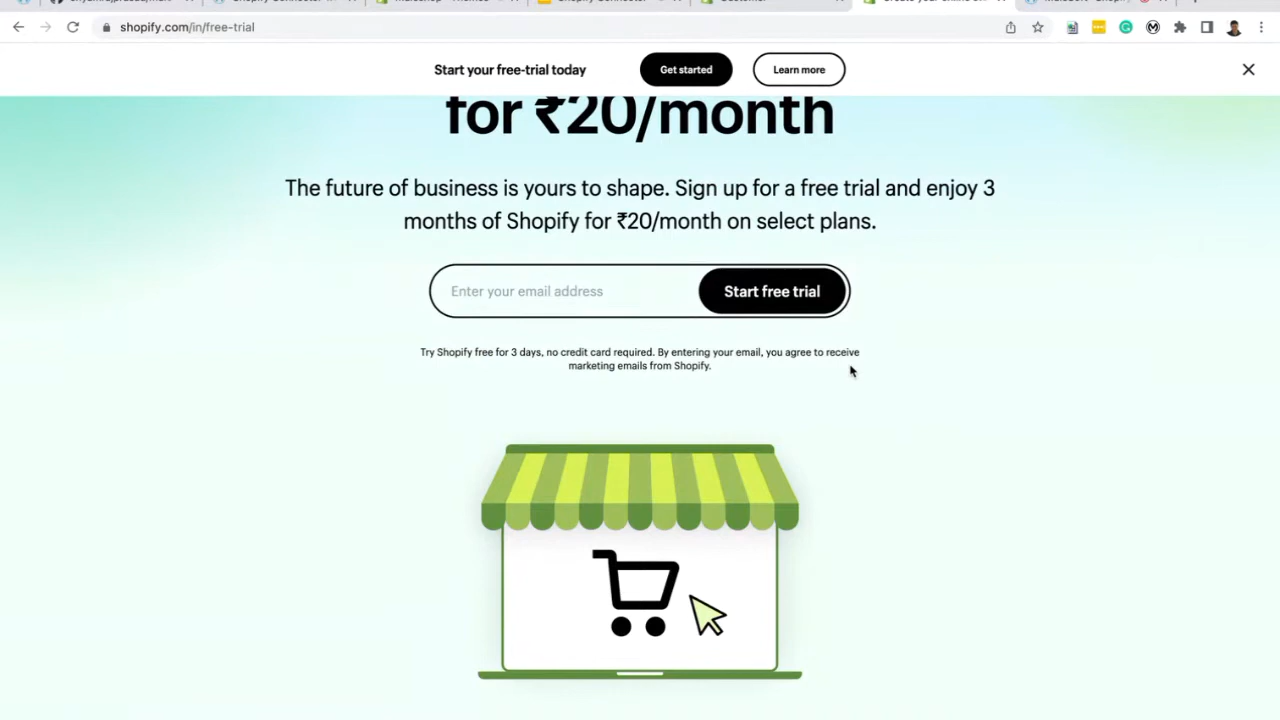 shopify.com/in/free-trial
Start your free-trial today
Get started
Learn more
for ₹20/month
The future of business is yours to shape. Sign up for a free trial and enjoy 3
months of Shopify for ₹20/month on select plans.
Enter your email address
Start free trial
Try Shopify free for 3 days, no credit card required. By entering your email, you agree to receive
marketing emails from Shopify.